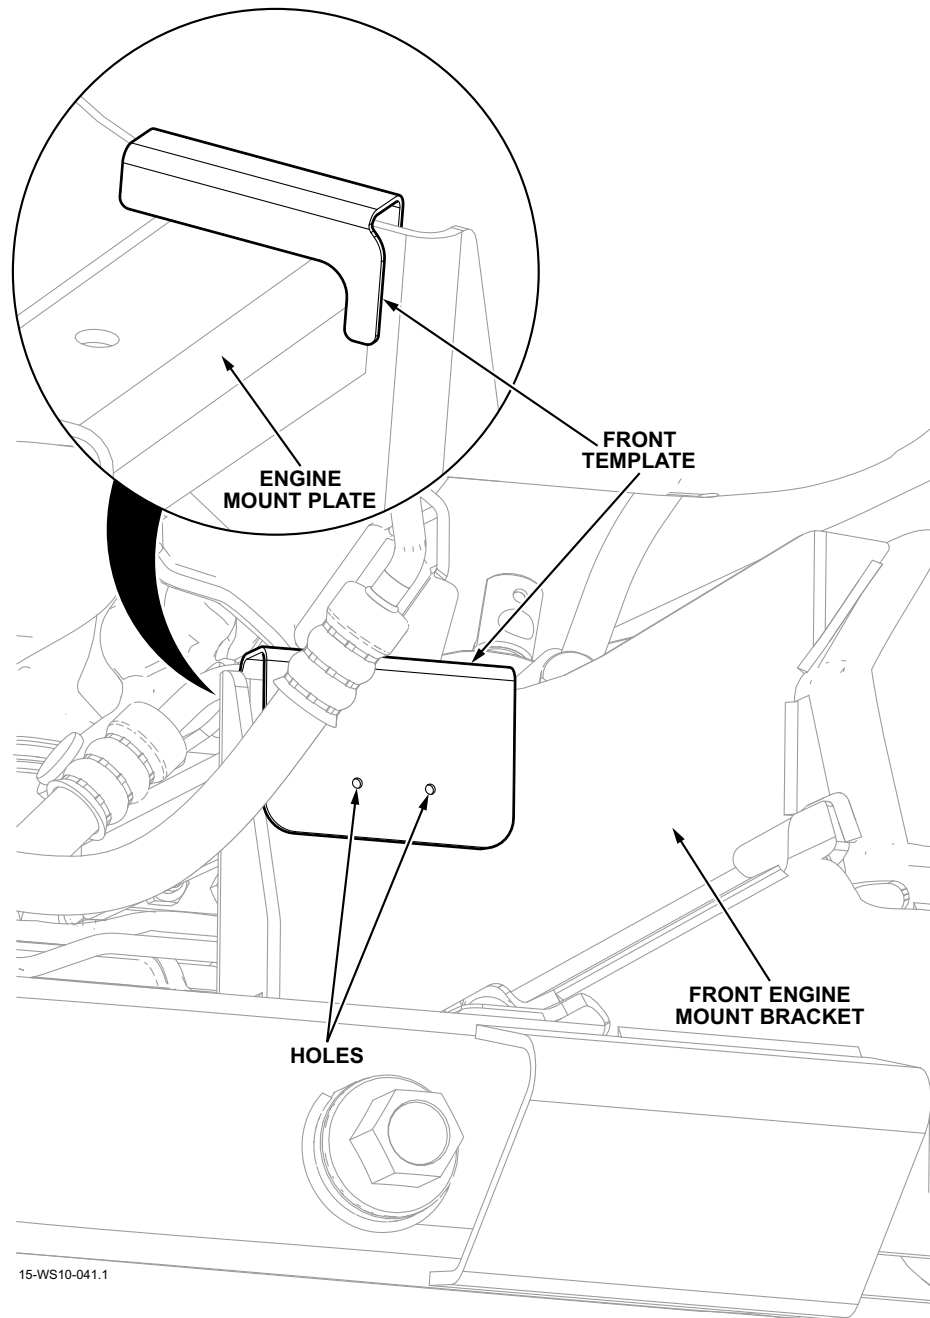 FRONT
TEMPLATE
ENGINE
MOUNT PLATE
FRONT ENGINE
MOUNT BRACKET
HOLES
15-WS10-041.1